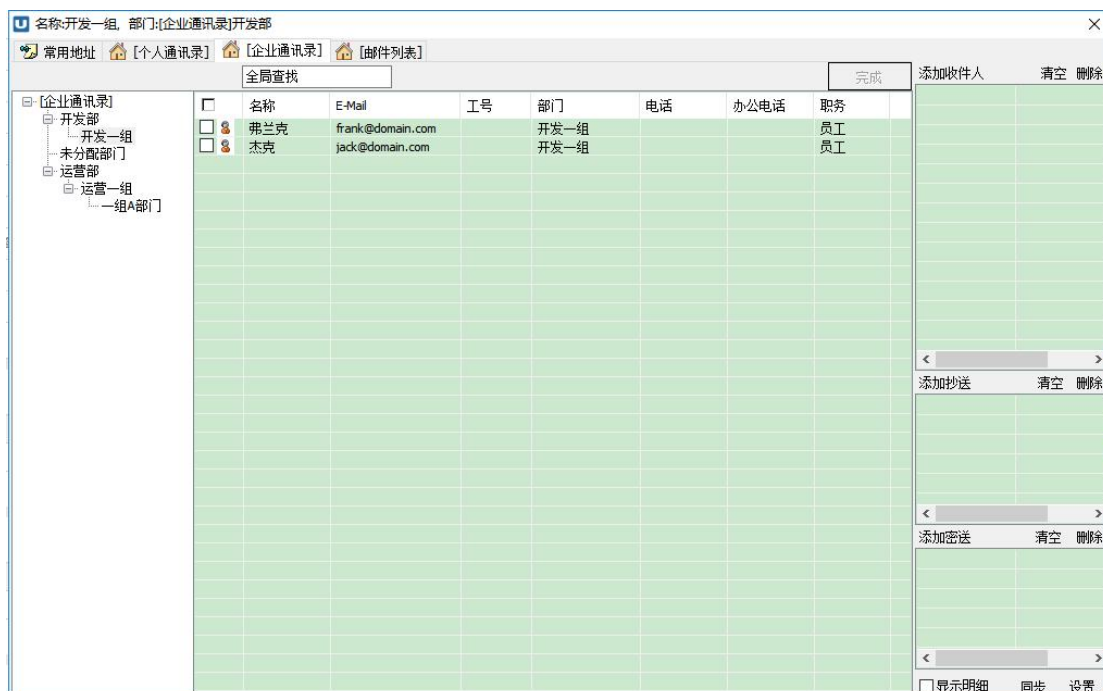 名称:开发一组, 部门:[企业通讯录]开发部
常用地址 [个人通讯录] [企业通讯录] [邮件列表]
全局查找 完成
[企业通讯录]
开发部
开发一组
未分配部门
运营部
运营一组
一组A部门
名称 E-Mail 工号 部门 电话 办公电话 职务
弗兰克 frank@domain.com 开发一组 员工
杰克 jack@domain.com 开发一组 员工
添加收件人 清空 删除
添加抄送 清空 删除
添加密送 清空 删除
显示明细 同步 设置